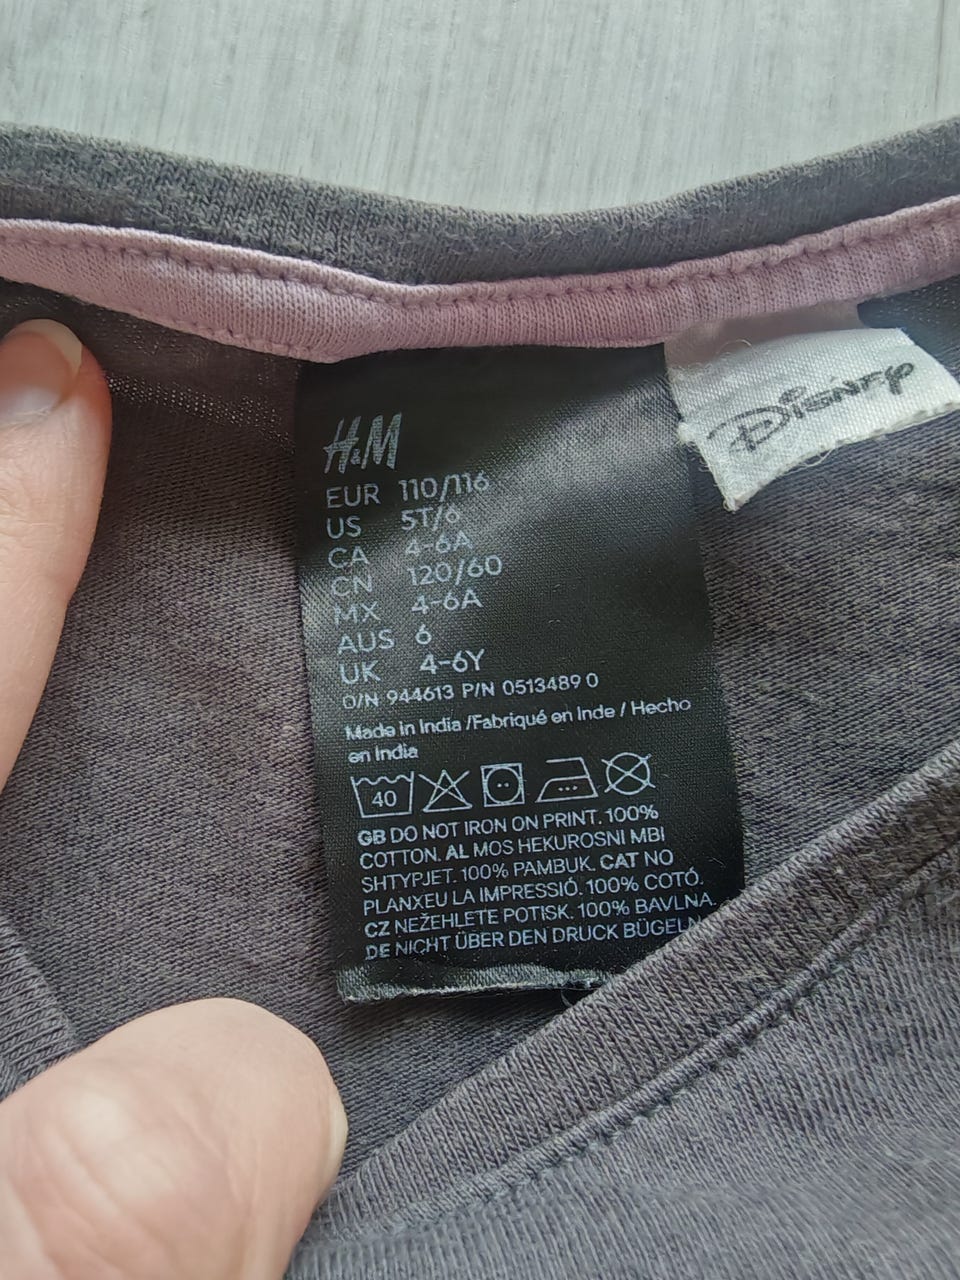 H&M
Disney
EUR 110/116
US 5T/6
CA 4-6A
CN 120/60
MX 4-6A
AUS 6
UK 4-6Y
O/N 944613 P/N 0513489 0
Made in India /Fabriqué en Inde / Hecho
en India
40
GB DO NOT IRON ON PRINT. 100%
COTTON. AL MOS HEKUROSNI MBI
SHTYPJET. 100% PAMBUK. CAT NO
PLANXEU LA IMPRESSIÓ. 100% COTÓ.
CZ NEŽEHLETE POTISK. 100% BAVLNA.
DE NICHT ÜBER DEN DRUCK BÜGELN